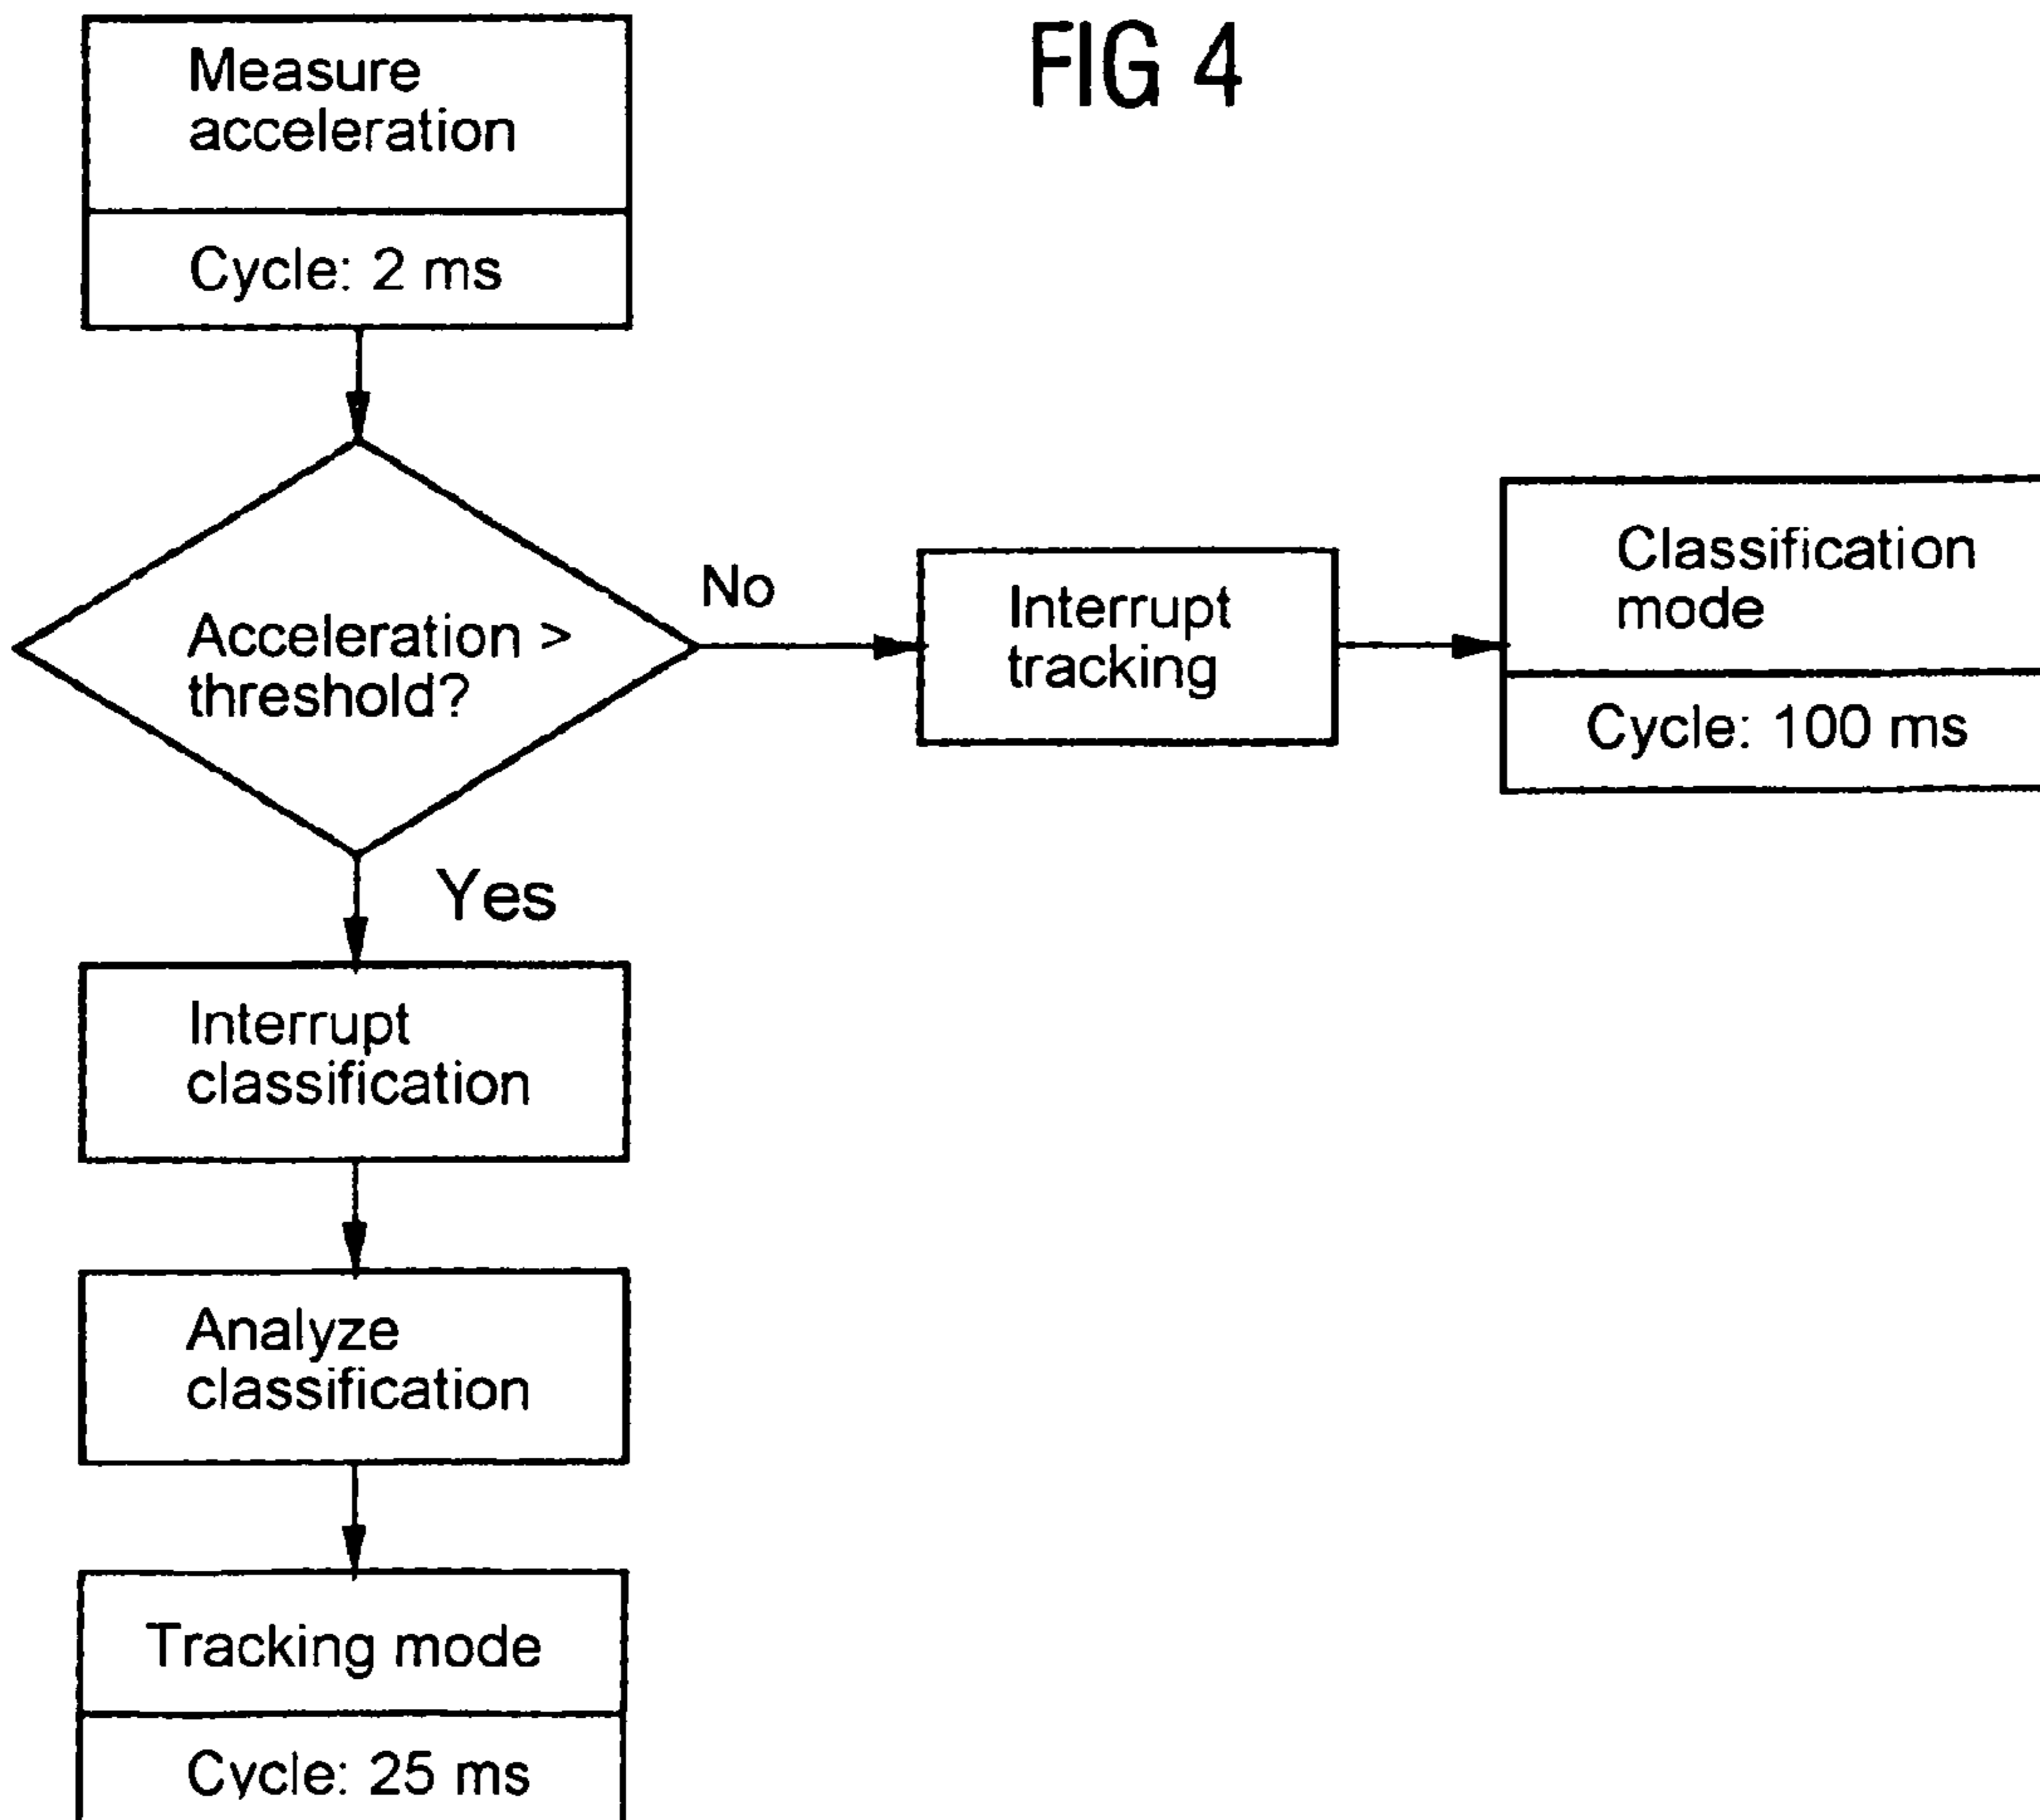 FIG 4
Measure
acceleration
Cycle: 2 ms
Acceleration >
threshold?
No
Interrupt
tracking
Classification
mode
Cycle: 100 ms
Yes
Interrupt
classification
Analyze
classification
Tracking mode
Cycle: 25 ms